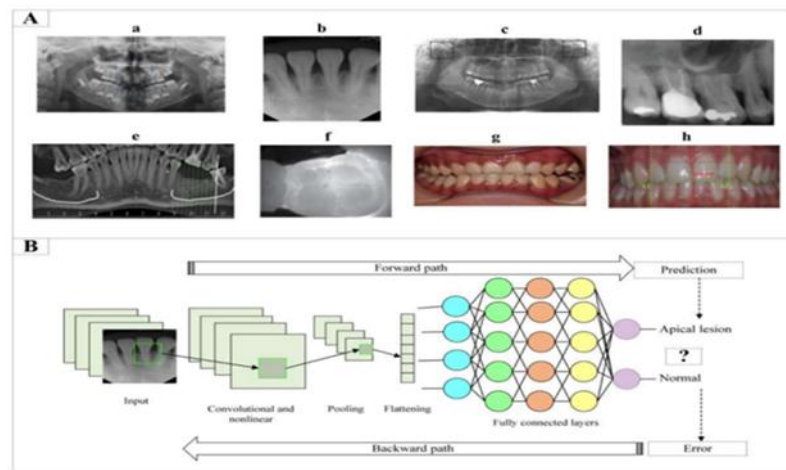 A
a b c d
e f g h
B
Forward path
Prediction
Apical lesion
?
Normal
Input
Convolutional and
nonlinear
Pooling
Flattening
Fully connected layers
Backward path
Error